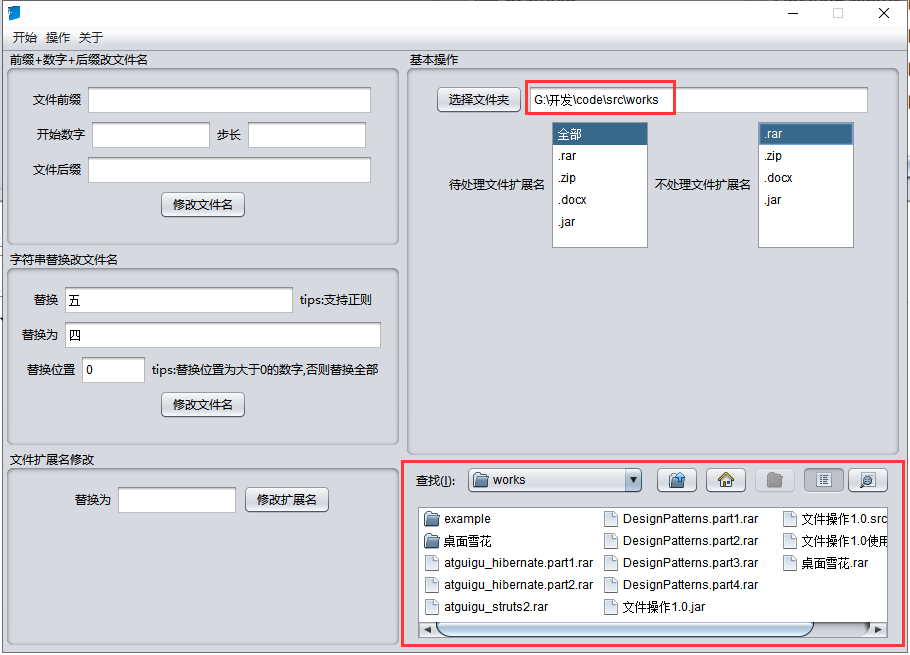 开始 操作 关于
前缀+数字+后缀改文件名
文件前缀
开始数字 步长
文件后缀
修改文件名
字符串替换改文件名
替换 五 tips:支持正则
替换为 四
替换位置 0 tips:替换位置为大于0的数字,否则替换全部
修改文件名
文件扩展名修改
替换为 修改扩展名
基本操作
选择文件夹 G:\开发\code\src\works
待处理文件扩展名
全部
.rar
.zip
.docx
.jar
不处理文件扩展名
.rar
.zip
.docx
.jar
查找(I): works
example
桌面雪花
atguigu_hibernate.part1.rar
atguigu_hibernate.part2.rar
atguigu_struts2.rar
DesignPatterns.part1.rar
DesignPatterns.part2.rar
DesignPatterns.part3.rar
DesignPatterns.part4.rar
文件操作1.0.jar
文件操作1.0.src
文件操作1.0使用
桌面雪花.rar